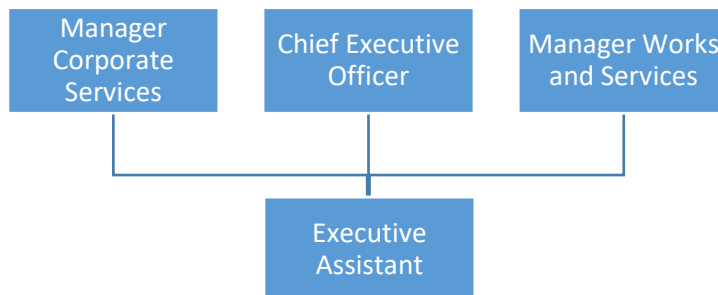 Manager
Corporate
Services
Chief Executive
Officer
Manager Works
and Services
Executive
Assistant